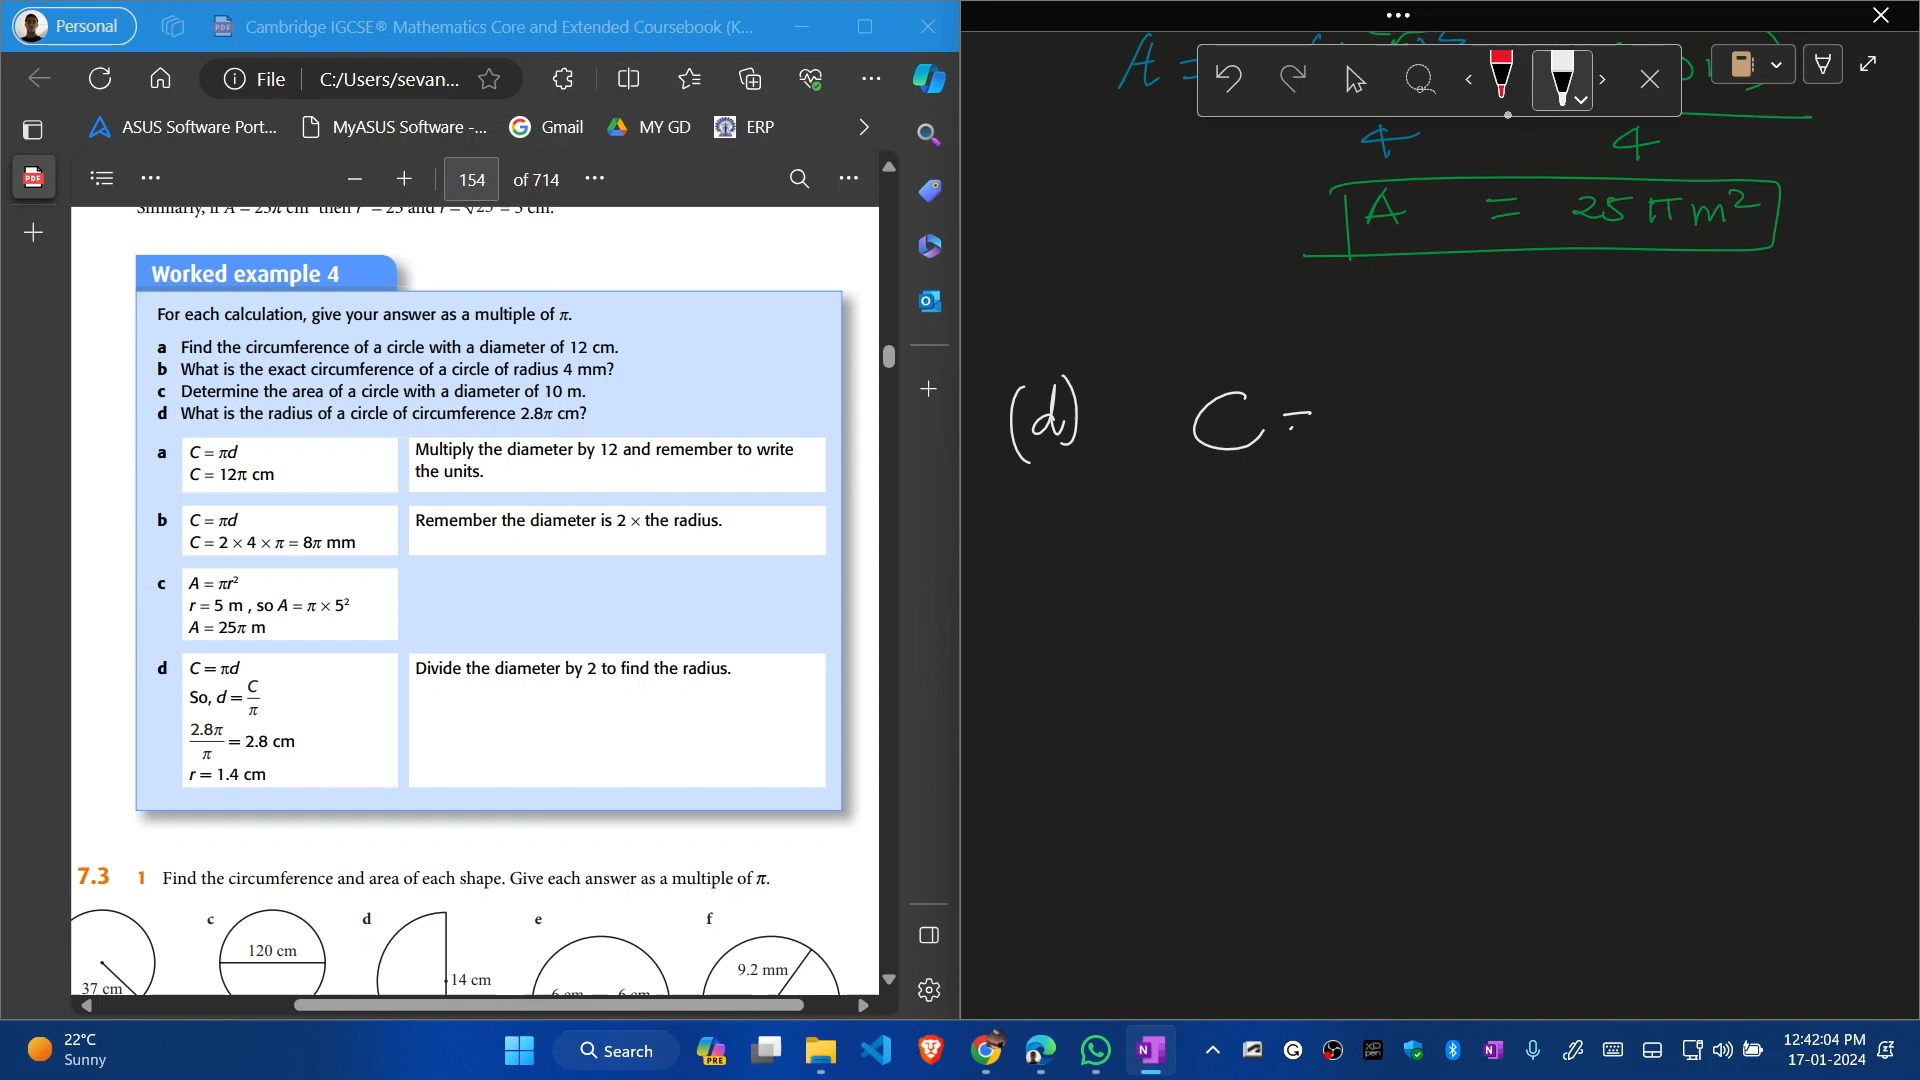 Personal
Cambridge IGCSE® Mathematics Core and Extended Coursebook (K...
File
C:/Users/sevan...
ASUS Software Port...
MyASUS Software -...
Gmail
MY GD
ERP
154 of 714
Worked example 4
For each calculation, give your answer as a multiple of π.
a Find the circumference of a circle with a diameter of 12 cm.
b What is the exact circumference of a circle of radius 4 mm?
c Determine the area of a circle with a diameter of 10 m.
d What is the radius of a circle of circumference 2.8π cm?
a C = πd
C = 12π cm
Multiply the diameter by 12 and remember to write
the units.
b C = πd
C = 2 × 4 × π = 8π mm
Remember the diameter is 2 × the radius.
c A = πr²
r = 5 m , so A = π × 5²
A = 25π m
d C = πd
So, d = C/π
2.8π/π = 2.8 cm
r = 1.4 cm
Divide the diameter by 2 to find the radius.
7.3 1 Find the circumference and area of each shape. Give each answer as a multiple of π.
c d e f
120 cm
9.2 mm
14 cm
37 cm
A =
4 4
A = 25 π m²
(d) C =
22°C
Sunny
Search
PRE
12:42:04 PM
17-01-2024